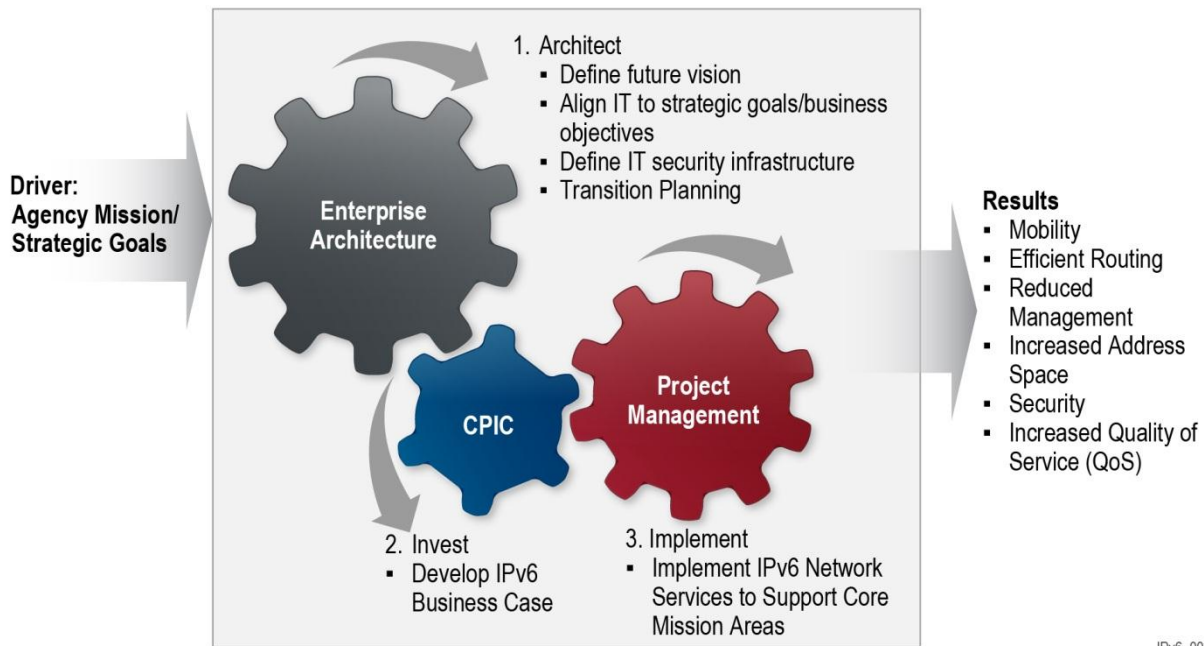 Driver:
Agency Mission/
Strategic Goals
Enterprise
Architecture
1. Architect
▪ Define future vision
▪ Align IT to strategic goals/business
objectives
▪ Define IT security infrastructure
▪ Transition Planning
CPIC
2. Invest
▪ Develop IPv6
Business Case
Project
Management
3. Implement
▪ Implement IPv6 Network
Services to Support Core
Mission Areas
Results
▪ Mobility
▪ Efficient Routing
▪ Reduced
Management
▪ Increased Address
Space
▪ Security
▪ Increased Quality of
Service (QoS)